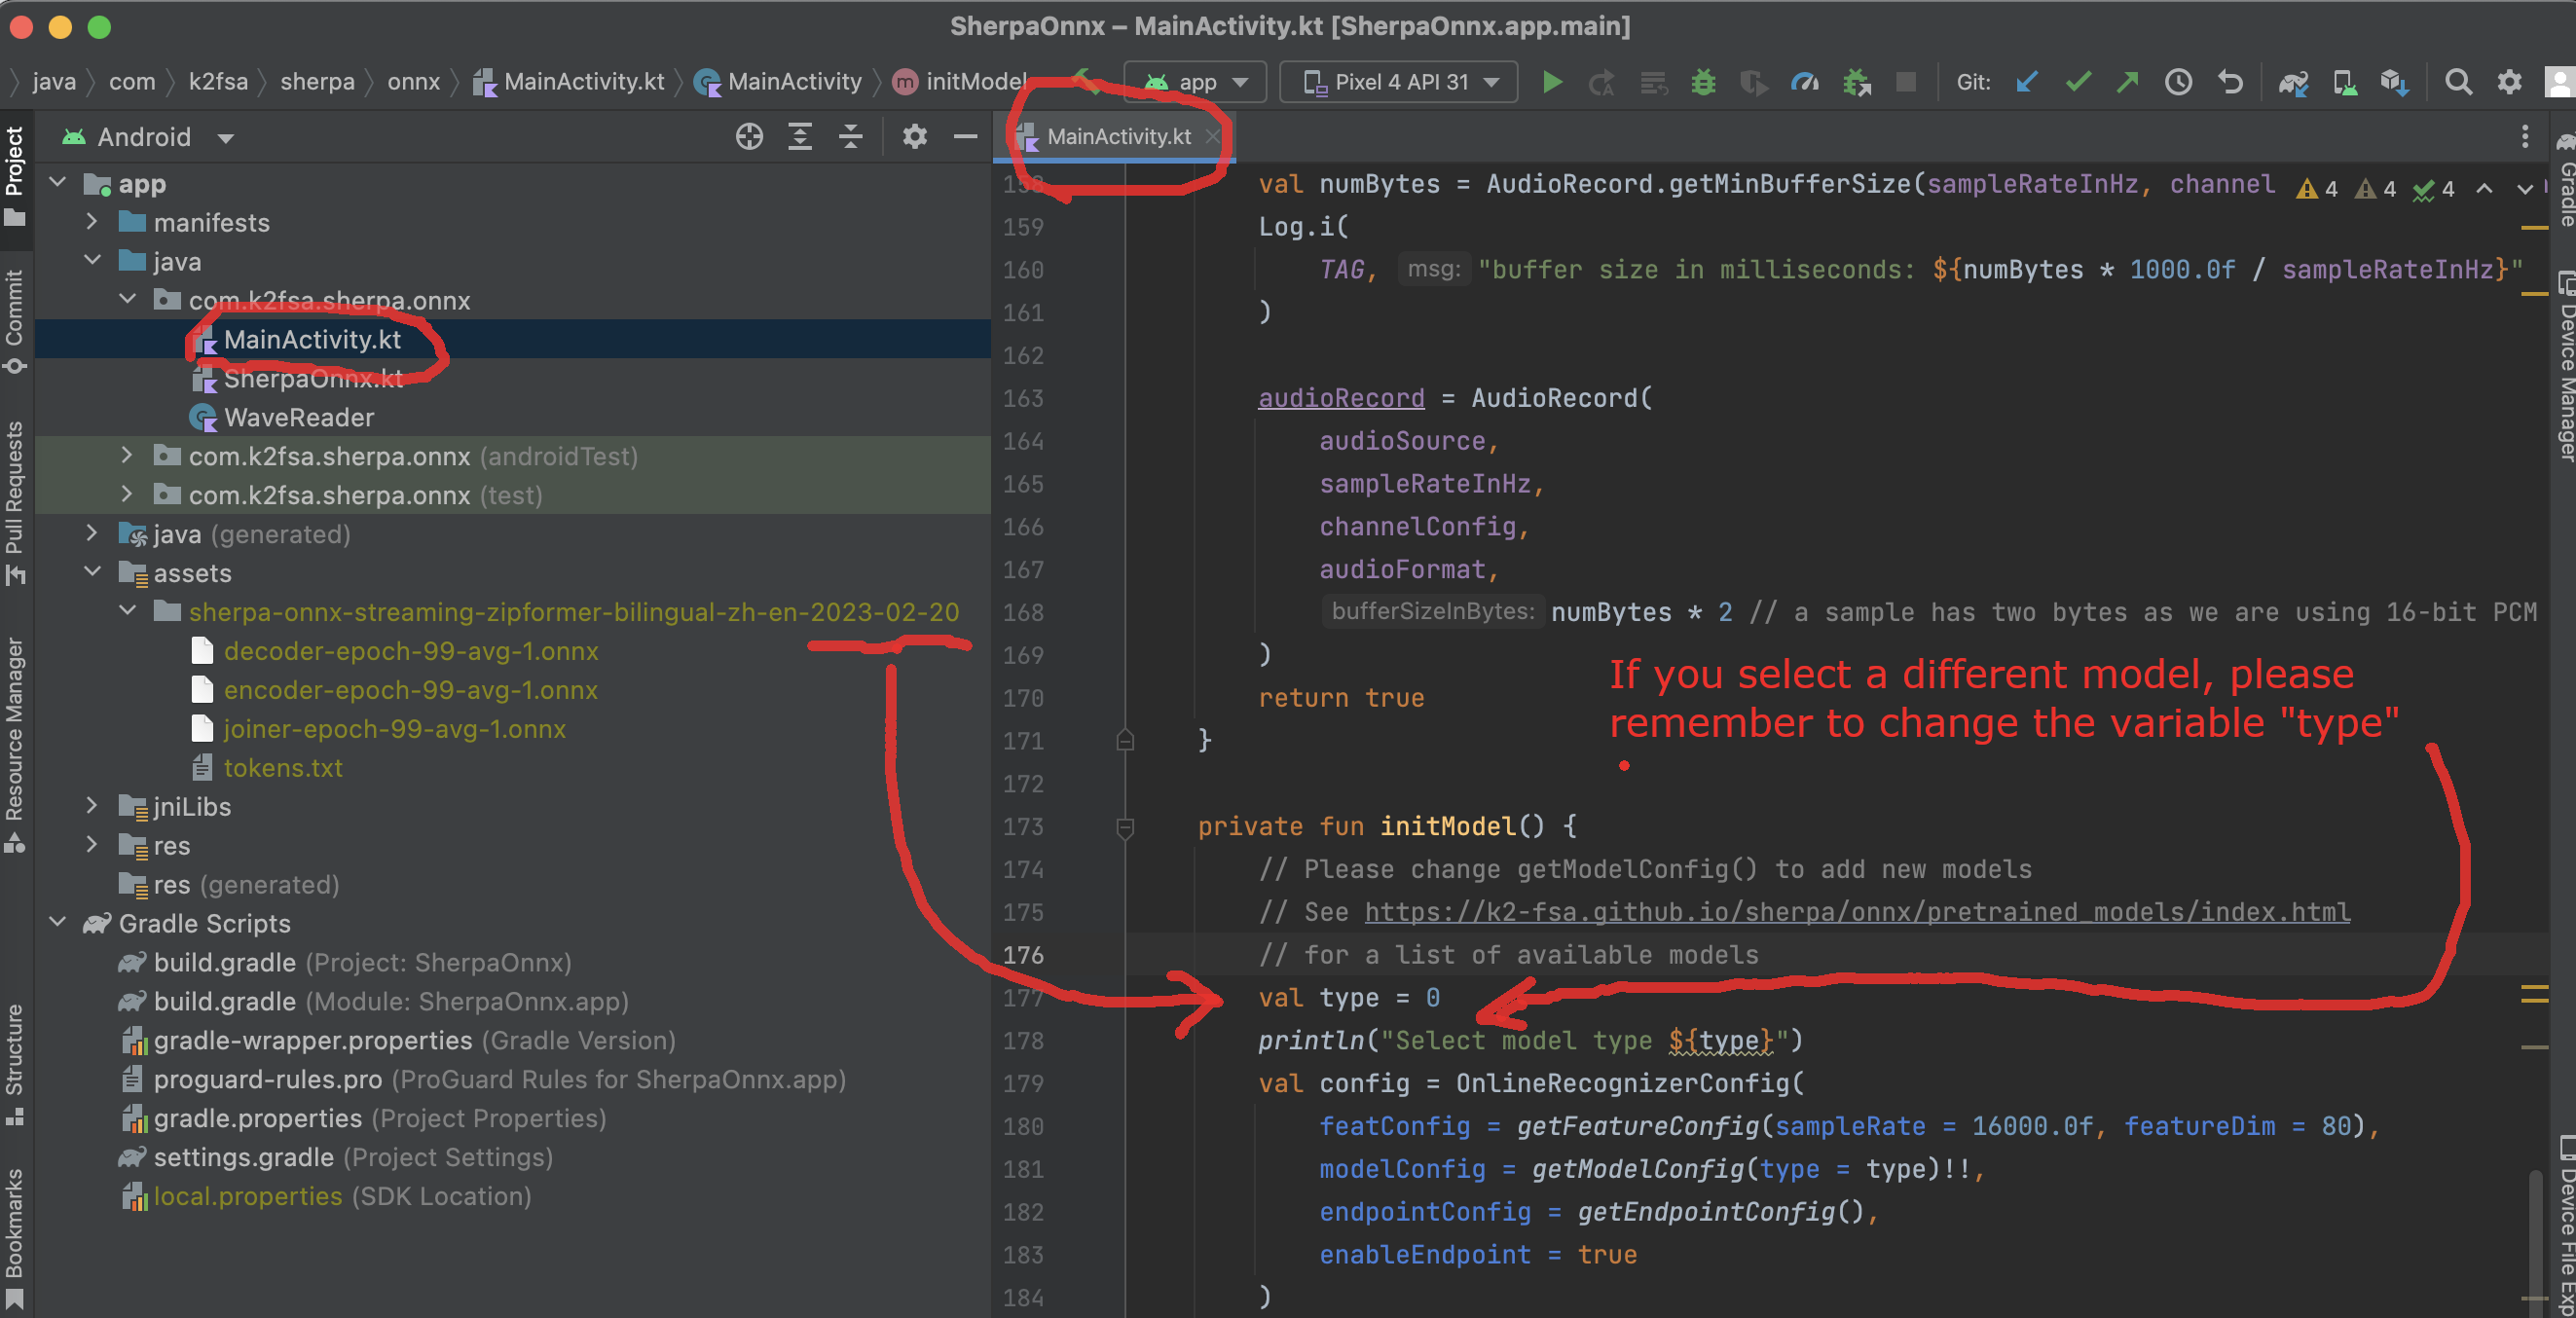 SherpaOnnx – MainActivity.kt [SherpaOnnx.app.main]
java com k2fsa sherpa onnx MainActivity.kt MainActivity m initModel app Pixel 4 API 31 Git:
Project
Commit
Pull Requests
Resource Manager
Structure
Bookmarks
Android
app
manifests
java
com.k2fsa.sherpa.onnx
MainActivity.kt
SherpaOnnx.kt
WaveReader
com.k2fsa.sherpa.onnx (androidTest)
com.k2fsa.sherpa.onnx (test)
java (generated)
assets
sherpa-onnx-streaming-zipformer-bilingual-zh-en-2023-02-20
decoder-epoch-99-avg-1.onnx
encoder-epoch-99-avg-1.onnx
joiner-epoch-99-avg-1.onnx
tokens.txt
jniLibs
res
res (generated)
Gradle Scripts
build.gradle (Project: SherpaOnnx)
build.gradle (Module: SherpaOnnx.app)
gradle-wrapper.properties (Gradle Version)
proguard-rules.pro (ProGuard Rules for SherpaOnnx.app)
gradle.properties (Project Properties)
settings.gradle (Project Settings)
local.properties (SDK Location)
MainActivity.kt
158 val numBytes = AudioRecord.getMinBufferSize(sampleRateInHz, channel 4 4 4
159 Log.i(
160 TAG, msg: "buffer size in milliseconds: ${numBytes * 1000.0f / sampleRateInHz}"
161 )
162
163 audioRecord = AudioRecord(
164 audioSource,
165 sampleRateInHz,
166 channelConfig,
167 audioFormat,
168 bufferSizeInBytes: numBytes * 2 // a sample has two bytes as we are using 16-bit PCM
169 )
170 return true
171 }
172
173 private fun initModel() {
174 // Please change getModelConfig() to add new models
175 // See https://k2-fsa.github.io/sherpa/onnx/pretrained_models/index.html
176 // for a list of available models
177 val type = 0
178 println("Select model type ${type}")
179 val config = OnlineRecognizerConfig(
180 featConfig = getFeatureConfig(sampleRate = 16000.0f, featureDim = 80),
181 modelConfig = getModelConfig(type = type)!!,
182 endpointConfig = getEndpointConfig(),
183 enableEndpoint = true
184 )
If you select a different model, please
remember to change the variable "type"
Gradle
Device Manager
Device File Exp